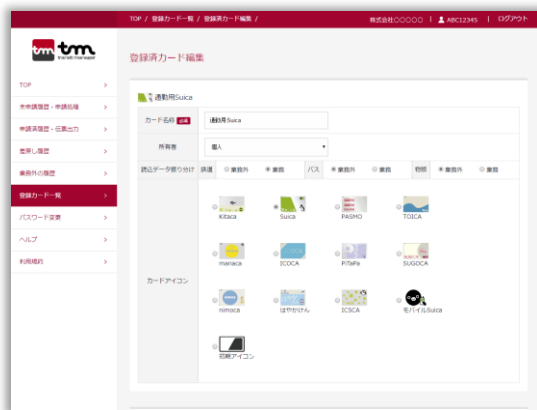 TOP / 登録カード一覧 / 登録済カード編集 /
株式会社〇〇〇〇〇 | ABC12345 | ログアウト
tm tm
transit manager
登録済カード編集
TOP
未申請履歴・申請処理
申請済履歴・伝票出力
差戻し履歴
業務外の履歴
登録カード一覧
パスワード変更
ヘルプ
利用規約
通勤用Suica
カード名称 必須 通勤用Suica
所有者 個人
読込データ振り分け 鉄道 業務外 業務 バス 業務外 業務 物販 業務外 業務
カードアイコン
Kitaca Suica PASMO TOICA
manaca ICOCA PiTaPa SUGOCA
nimoca はやかけん ICSCA モバイルSuica
初期アイコン